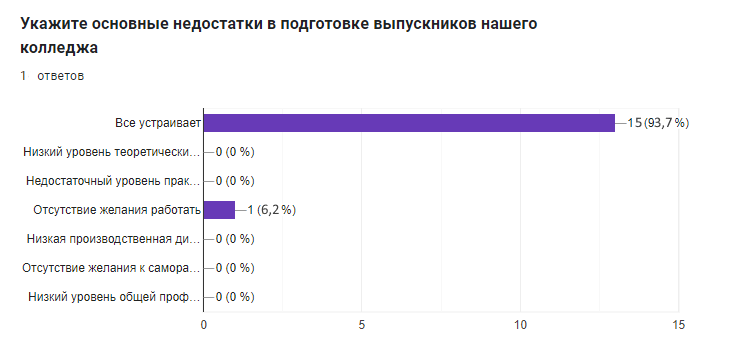 Укажите основные недостатки в подготовке выпускников нашего
колледжа
1 ответов
Все устраивает
15 (93,7 %)
Низкий уровень теоретически...
0 (0 %)
Недостаточный уровень прак...
0 (0 %)
Отсутствие желания работать
1 (6,2 %)
Низкая производственная ди...
0 (0 %)
Отсутствие желания к самора...
0 (0 %)
Низкий уровень общей проф...
0 (0 %)
0 5 10 15